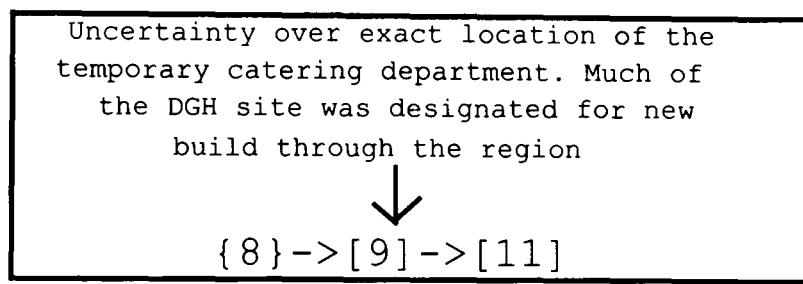 Uncertainty over exact location of the
temporary catering department. Much of
the DGH site was designated for new
build through the region
{8}->[9]->[11]